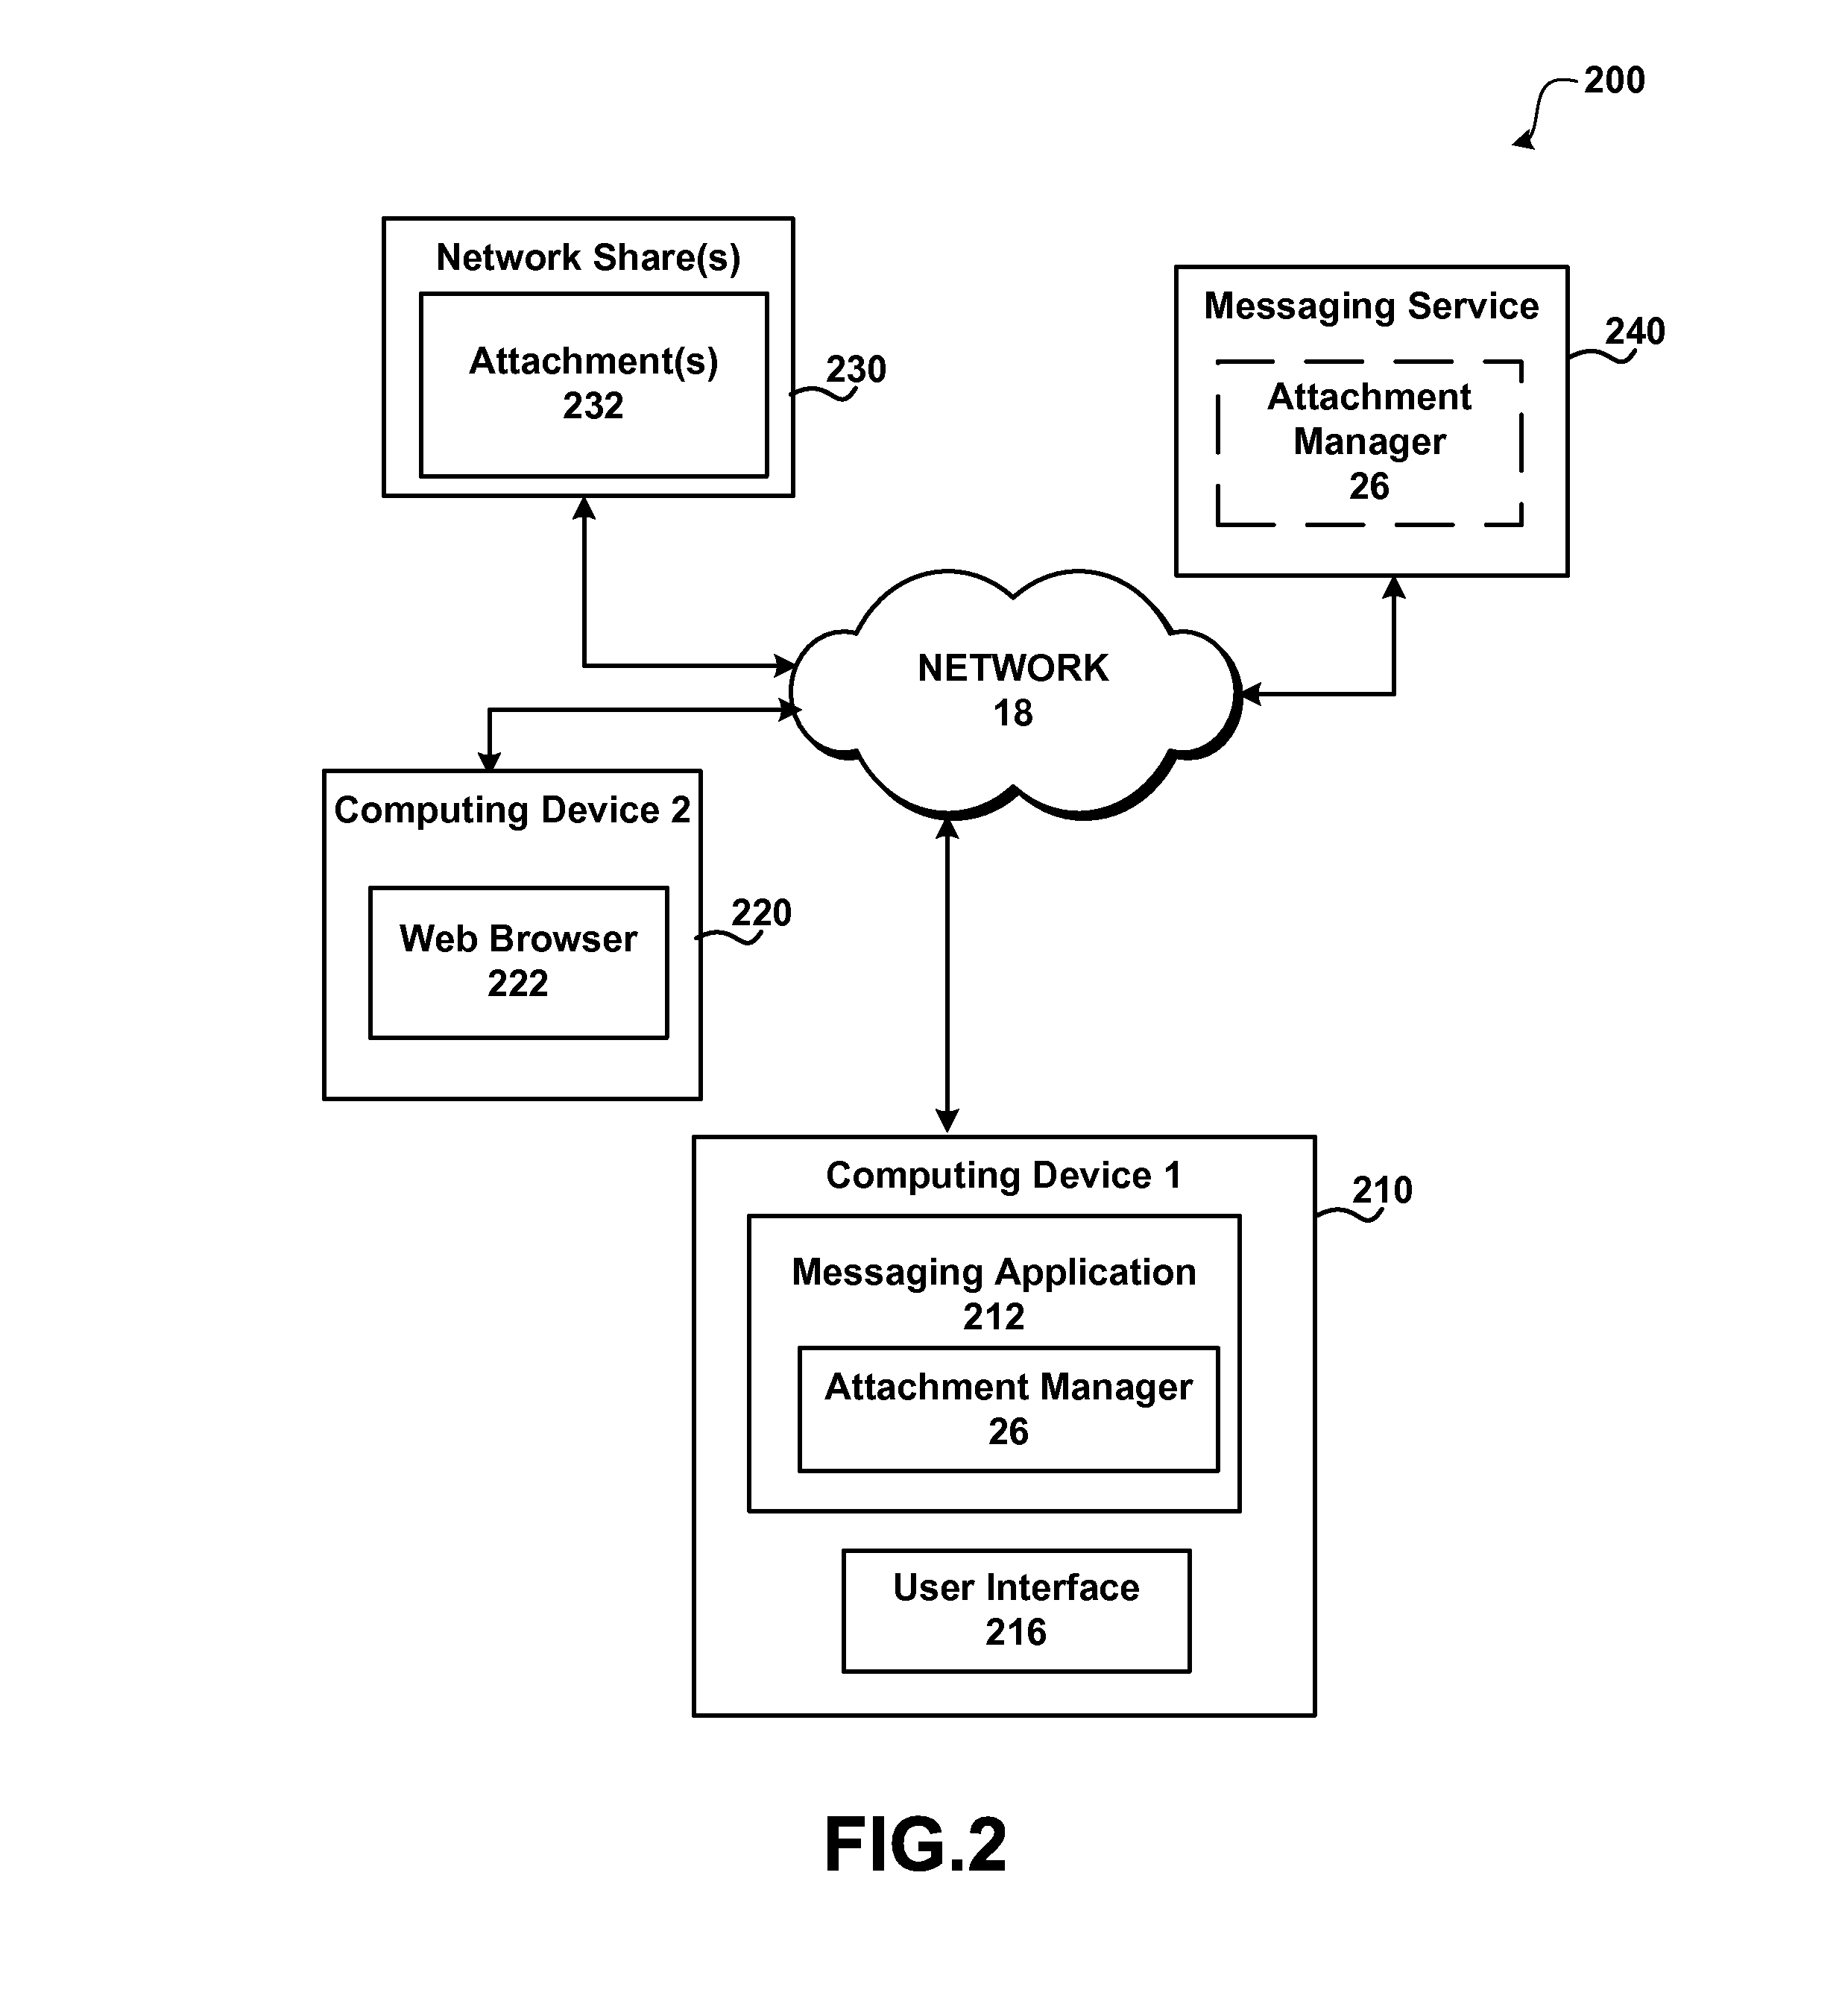 200
Network Share(s)
Attachment(s)
232
230
Messaging Service
240
Attachment
Manager
26
NETWORK
18
Computing Device 2
Web Browser
222
220
Computing Device 1
210
Messaging Application
212
Attachment Manager
26
User Interface
216
FIG.2